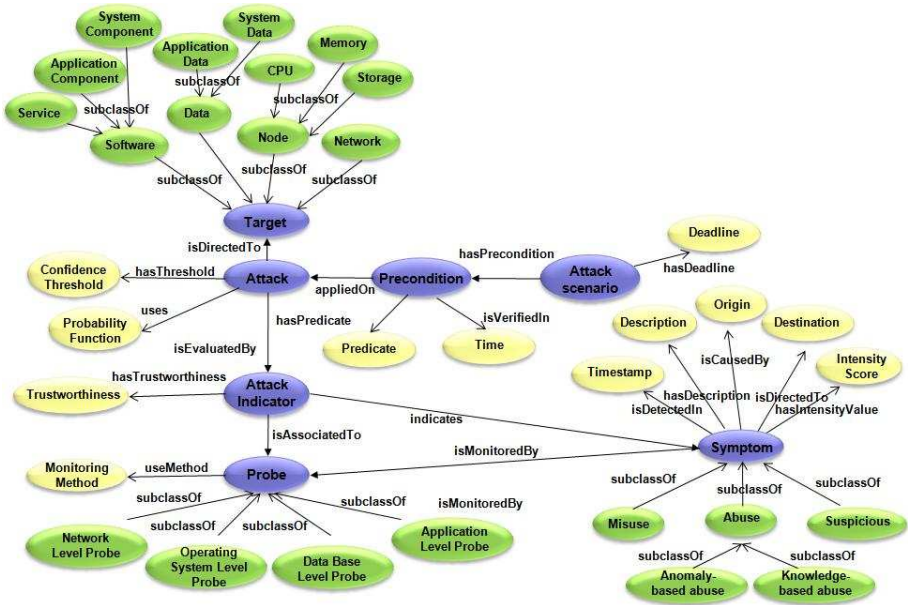 System
Component
System
Data
Application
Data
Memory
Application
Component
CPU
Storage
subclassOf
subclassOf
subclassOf
Service
Data
Node
Network
Software
subclassOf
subclassOf
subclassOf
Target
isDirectedTo
Deadline
hasPrecondition
hasDeadline
Confidence
Threshold
hasThreshold
Attack
appliedOn
Precondition
Attack
scenario
uses
Probability
Function
hasPredicate
isVerifiedIn
Predicate
Time
Origin
Description
Destination
isEvaluatedBy
isCausedBy
Timestamp
Intensity
Score
Trustworthiness
hasTrustworthiness
Attack
Indicator
hasDescription
isDirectedTo
isDetectedIn
hasIntensityValue
indicates
isAssociatedTo
isMonitoredBy
Symptom
Monitoring
Method
useMethod
Probe
subclassOf
subclassOf
subclassOf
subclassOf
isMonitoredBy
subclassOf
subclassOf
subclassOf
Network
Level Probe
Operating
System Level
Probe
Data Base
Level Probe
Application
Level Probe
Misuse
Abuse
Suspicious
subclassOf
subclassOf
Anomaly-
based abuse
Knowledge-
based abuse